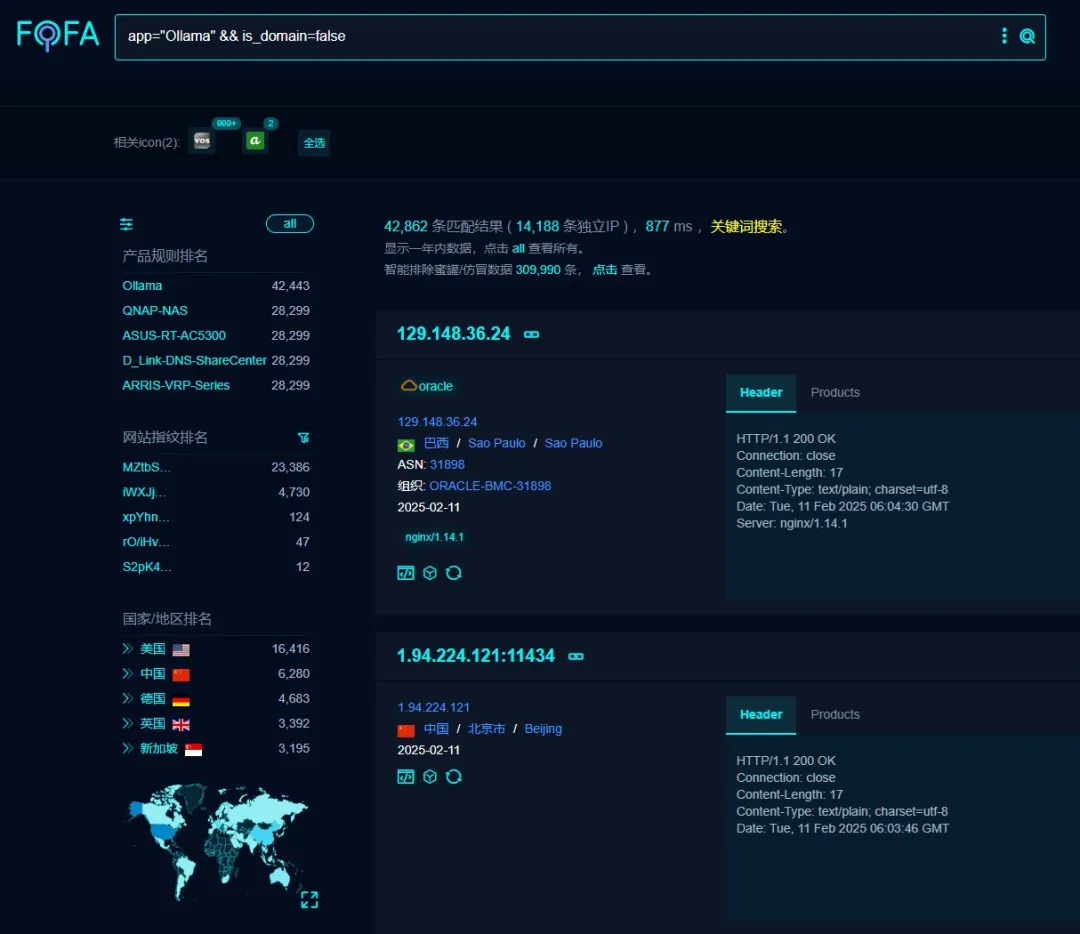 FOFA
app="Ollama" && is_domain=false
相关icon(2):
999+
VOS
2
a
全选
all
产品规则排名
Ollama 42,443
QNAP-NAS 28,299
ASUS-RT-AC5300 28,299
D_Link-DNS-ShareCenter 28,299
ARRIS-VRP-Series 28,299
网站指纹排名
MZtbS... 23,386
iWXJj... 4,730
xpYhn... 124
rO/iHv... 47
S2pK4... 12
国家/地区排名
美国 16,416
中国 6,280
德国 4,683
英国 3,392
新加坡 3,195
42,862 条匹配结果 ( 14,188 条独立IP ) ，877 ms ，关键词搜索。
显示一年内数据，点击 all 查看所有。
智能排除蜜罐/仿冒数据 309,990 条， 点击 查看。
129.148.36.24
oracle
129.148.36.24
巴西 / Sao Paulo / Sao Paulo
ASN: 31898
组织: ORACLE-BMC-31898
2025-02-11
nginx/1.14.1
Header Products
HTTP/1.1 200 OK
Connection: close
Content-Length: 17
Content-Type: text/plain; charset=utf-8
Date: Tue, 11 Feb 2025 06:04:30 GMT
Server: nginx/1.14.1
1.94.224.121:11434
1.94.224.121
中国 / 北京市 / Beijing
2025-02-11
Header Products
HTTP/1.1 200 OK
Connection: close
Content-Length: 17
Content-Type: text/plain; charset=utf-8
Date: Tue, 11 Feb 2025 06:03:46 GMT